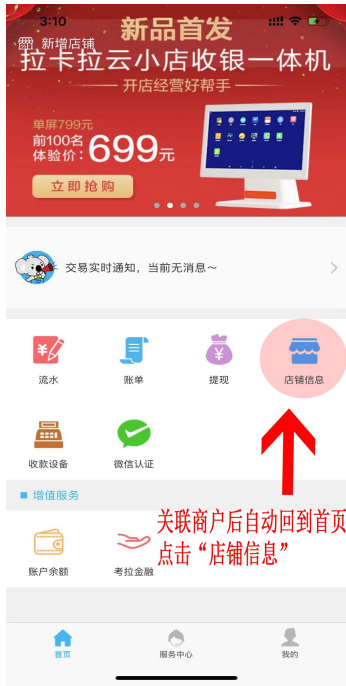 3:10
新品首发
新增店铺
拉卡拉云小店收银一体机
开店经营好帮手
单屏799元
前100名
体验价：699元
立即抢购
交易实时通知，当前无消息～
流水
账单
提现
店铺信息
收款设备
微信认证
增值服务
关联商户后自动回到首页
点击“店铺信息”
账户余额
考拉金融
首页
服务中心
我的